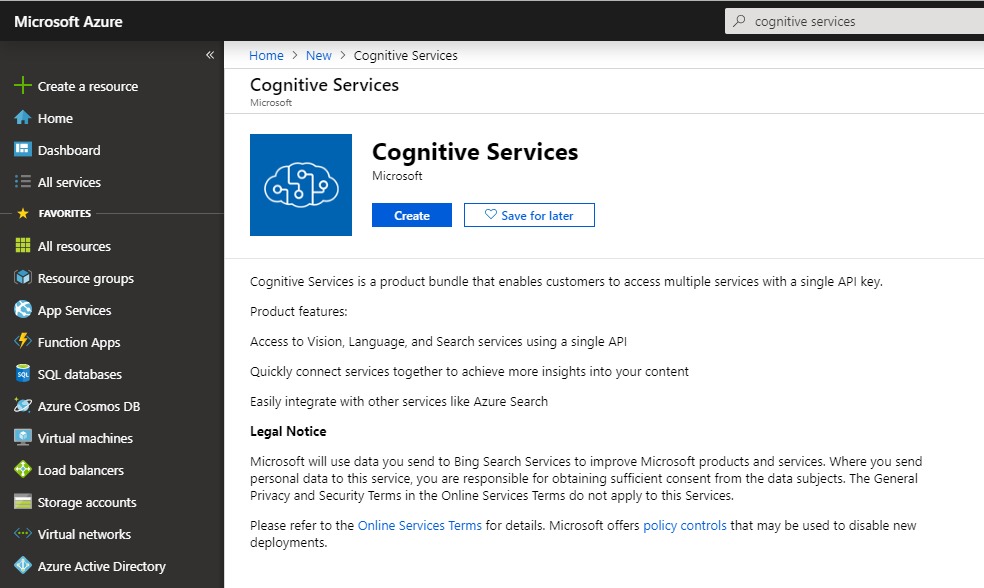 Microsoft Azure
cognitive services
«
Home > New > Cognitive Services
Cognitive Services
Microsoft
Create a resource
Home
Dashboard
All services
FAVORITES
All resources
Resource groups
App Services
Function Apps
SQL databases
Azure Cosmos DB
Virtual machines
Load balancers
Storage accounts
Virtual networks
Azure Active Directory
Cognitive Services
Microsoft
Create
Save for later
Cognitive Services is a product bundle that enables customers to access multiple services with a single API key.
Product features:
Access to Vision, Language, and Search services using a single API
Quickly connect services together to achieve more insights into your content
Easily integrate with other services like Azure Search
Legal Notice
Microsoft will use data you send to Bing Search Services to improve Microsoft products and services. Where you send
personal data to this service, you are responsible for obtaining sufficient consent from the data subjects. The General
Privacy and Security Terms in the Online Services Terms do not apply to this Services.
Please refer to the Online Services Terms for details. Microsoft offers policy controls that may be used to disable new
deployments.